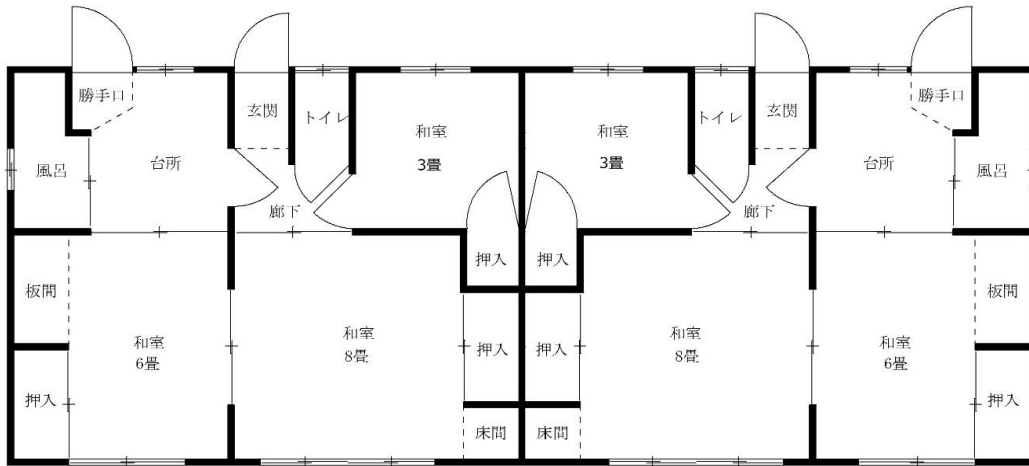 勝手口
玄関
トイレ
和室
3畳
和室
3畳
トイレ
玄関
勝手口
風呂
台所
廊下
廊下
台所
風呂
押入
押入
板間
和室
6畳
和室
8畳
押入
押入
和室
8畳
和室
6畳
板間
押入
床間
床間
押入